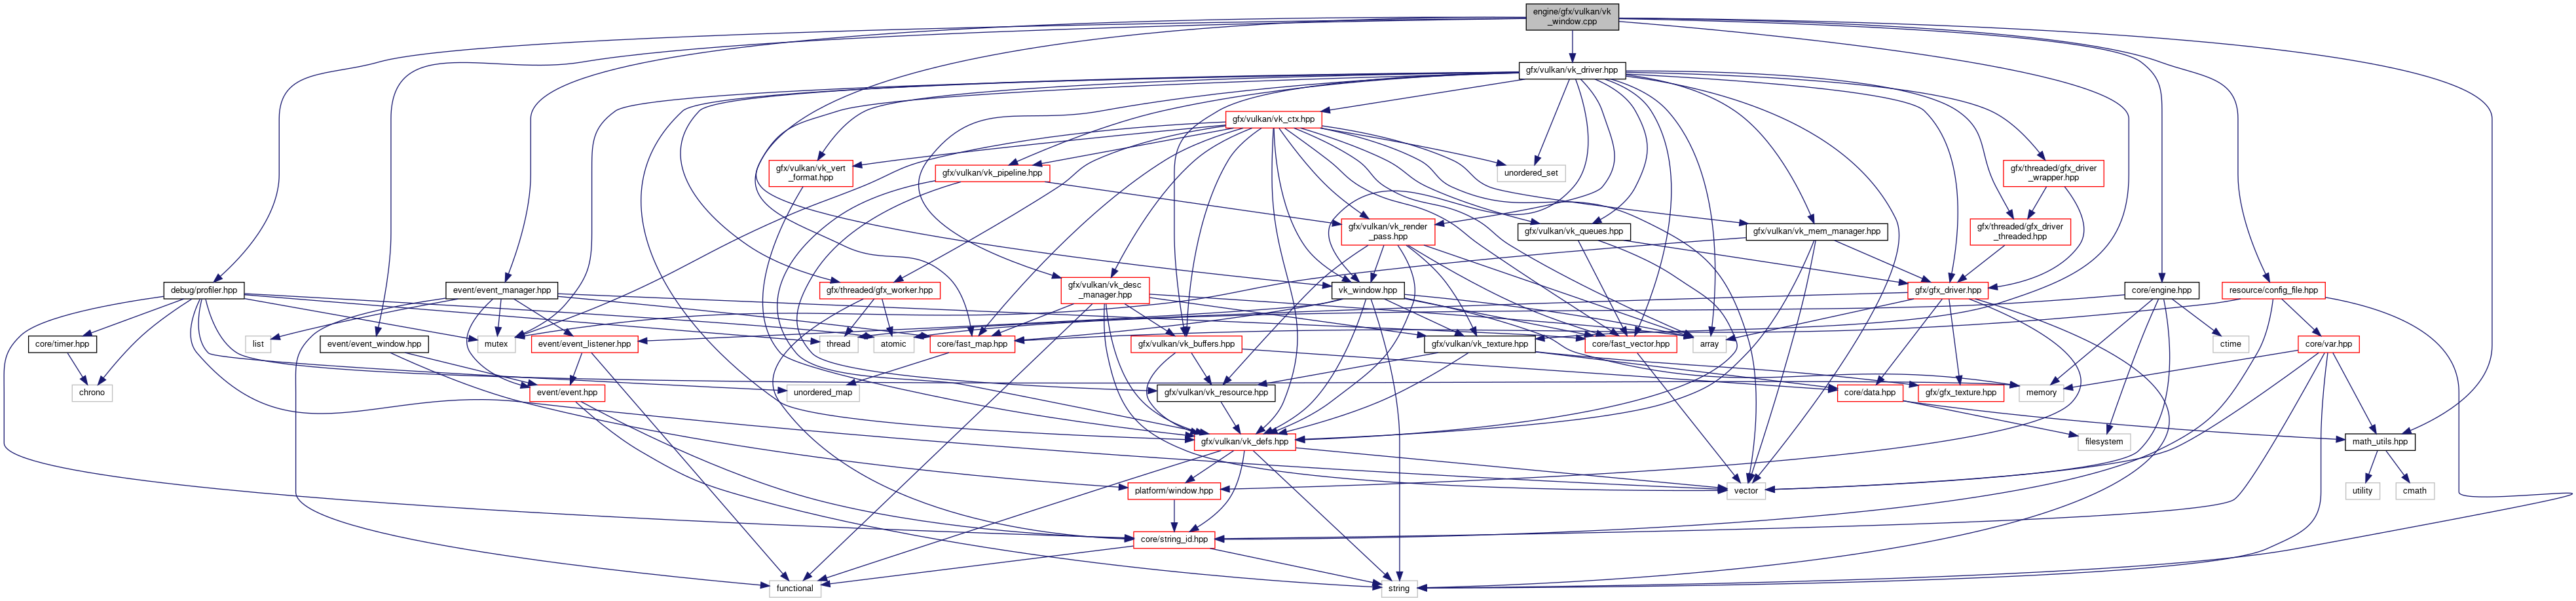 engine/gfx/vulkan/vk
_window.cpp
gfx/vulkan/vk_driver.hpp
gfx/vulkan/vk_ctx.hpp
gfx/vulkan/vk_vert
_format.hpp
gfx/vulkan/vk_pipeline.hpp
unordered_set
gfx/threaded/gfx_driver
_wrapper.hpp
gfx/vulkan/vk_render
_pass.hpp
gfx/vulkan/vk_queues.hpp
gfx/vulkan/vk_mem_manager.hpp
gfx/threaded/gfx_driver
_threaded.hpp
debug/profiler.hpp
event/event_manager.hpp
gfx/threaded/gfx_worker.hpp
gfx/vulkan/vk_desc
_manager.hpp
vk_window.hpp
gfx/gfx_driver.hpp
core/engine.hpp
resource/config_file.hpp
core/timer.hpp
list
event/event_window.hpp
mutex
event/event_listener.hpp
thread
atomic
core/fast_map.hpp
gfx/vulkan/vk_buffers.hpp
gfx/vulkan/vk_texture.hpp
core/fast_vector.hpp
array
ctime
core/var.hpp
chrono
event/event.hpp
unordered_map
gfx/vulkan/vk_resource.hpp
core/data.hpp
gfx/gfx_texture.hpp
memory
gfx/vulkan/vk_defs.hpp
filesystem
math_utils.hpp
platform/window.hpp
vector
utility
cmath
core/string_id.hpp
functional
string